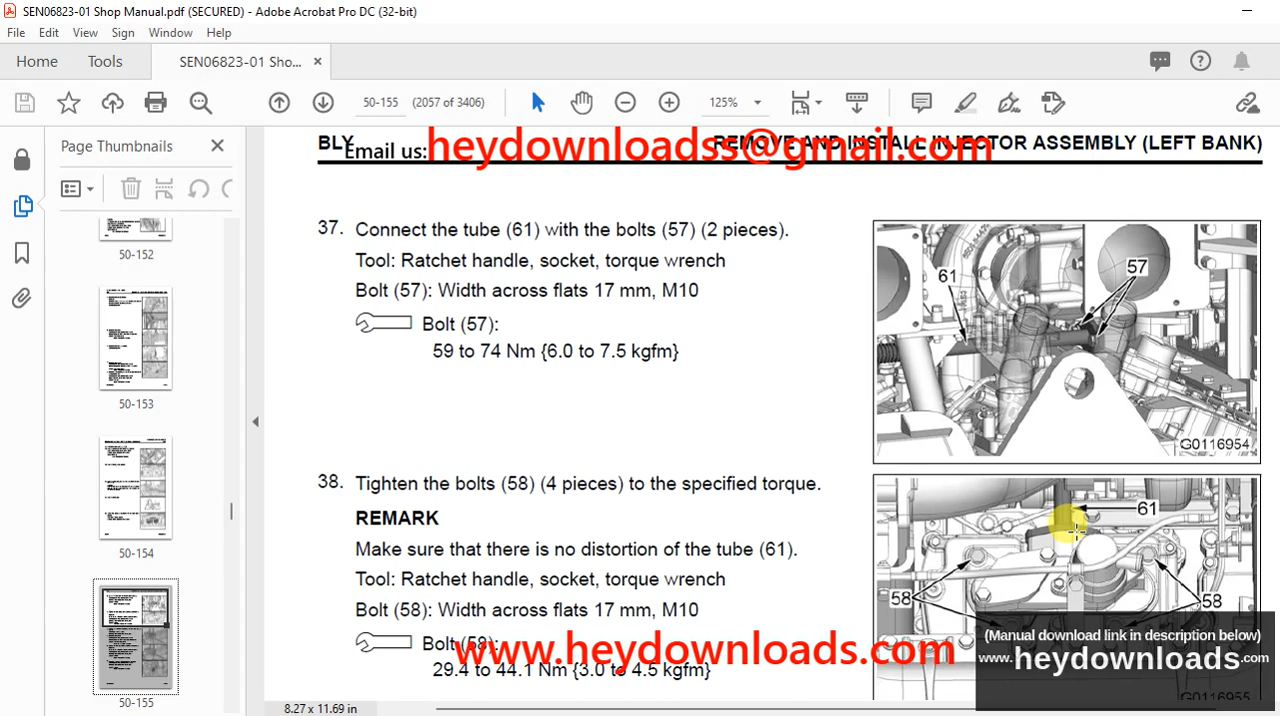 SEN06823-01 Shop Manual.pdf (SECURED) - Adobe Acrobat Pro DC (32-bit)
File Edit View Sign Window Help
Home Tools SEN06823-01 Sho... ×
50-155 (2057 of 3406) 125%
Page Thumbnails
50-152
50-153
50-154
50-155
BLY
REMOVE AND INSTALL INJECTOR ASSEMBLY (LEFT BANK)
Email us:heydownloadss@gmail.com
37. Connect the tube (61) with the bolts (57) (2 pieces).
Tool: Ratchet handle, socket, torque wrench
Bolt (57): Width across flats 17 mm, M10
Bolt (57):
59 to 74 Nm {6.0 to 7.5 kgfm}
61
57
G0116954
38. Tighten the bolts (58) (4 pieces) to the specified torque.
REMARK
Make sure that there is no distortion of the tube (61).
Tool: Ratchet handle, socket, torque wrench
Bolt (58): Width across flats 17 mm, M10
Bolt (58):
29.4 to 44.1 Nm {3.0 to 4.5 kgfm}
61
58
58
G0116955
www.heydownloads.com
(Manual download link in description below)
www.heydownloads.com
8.27 x 11.69 in